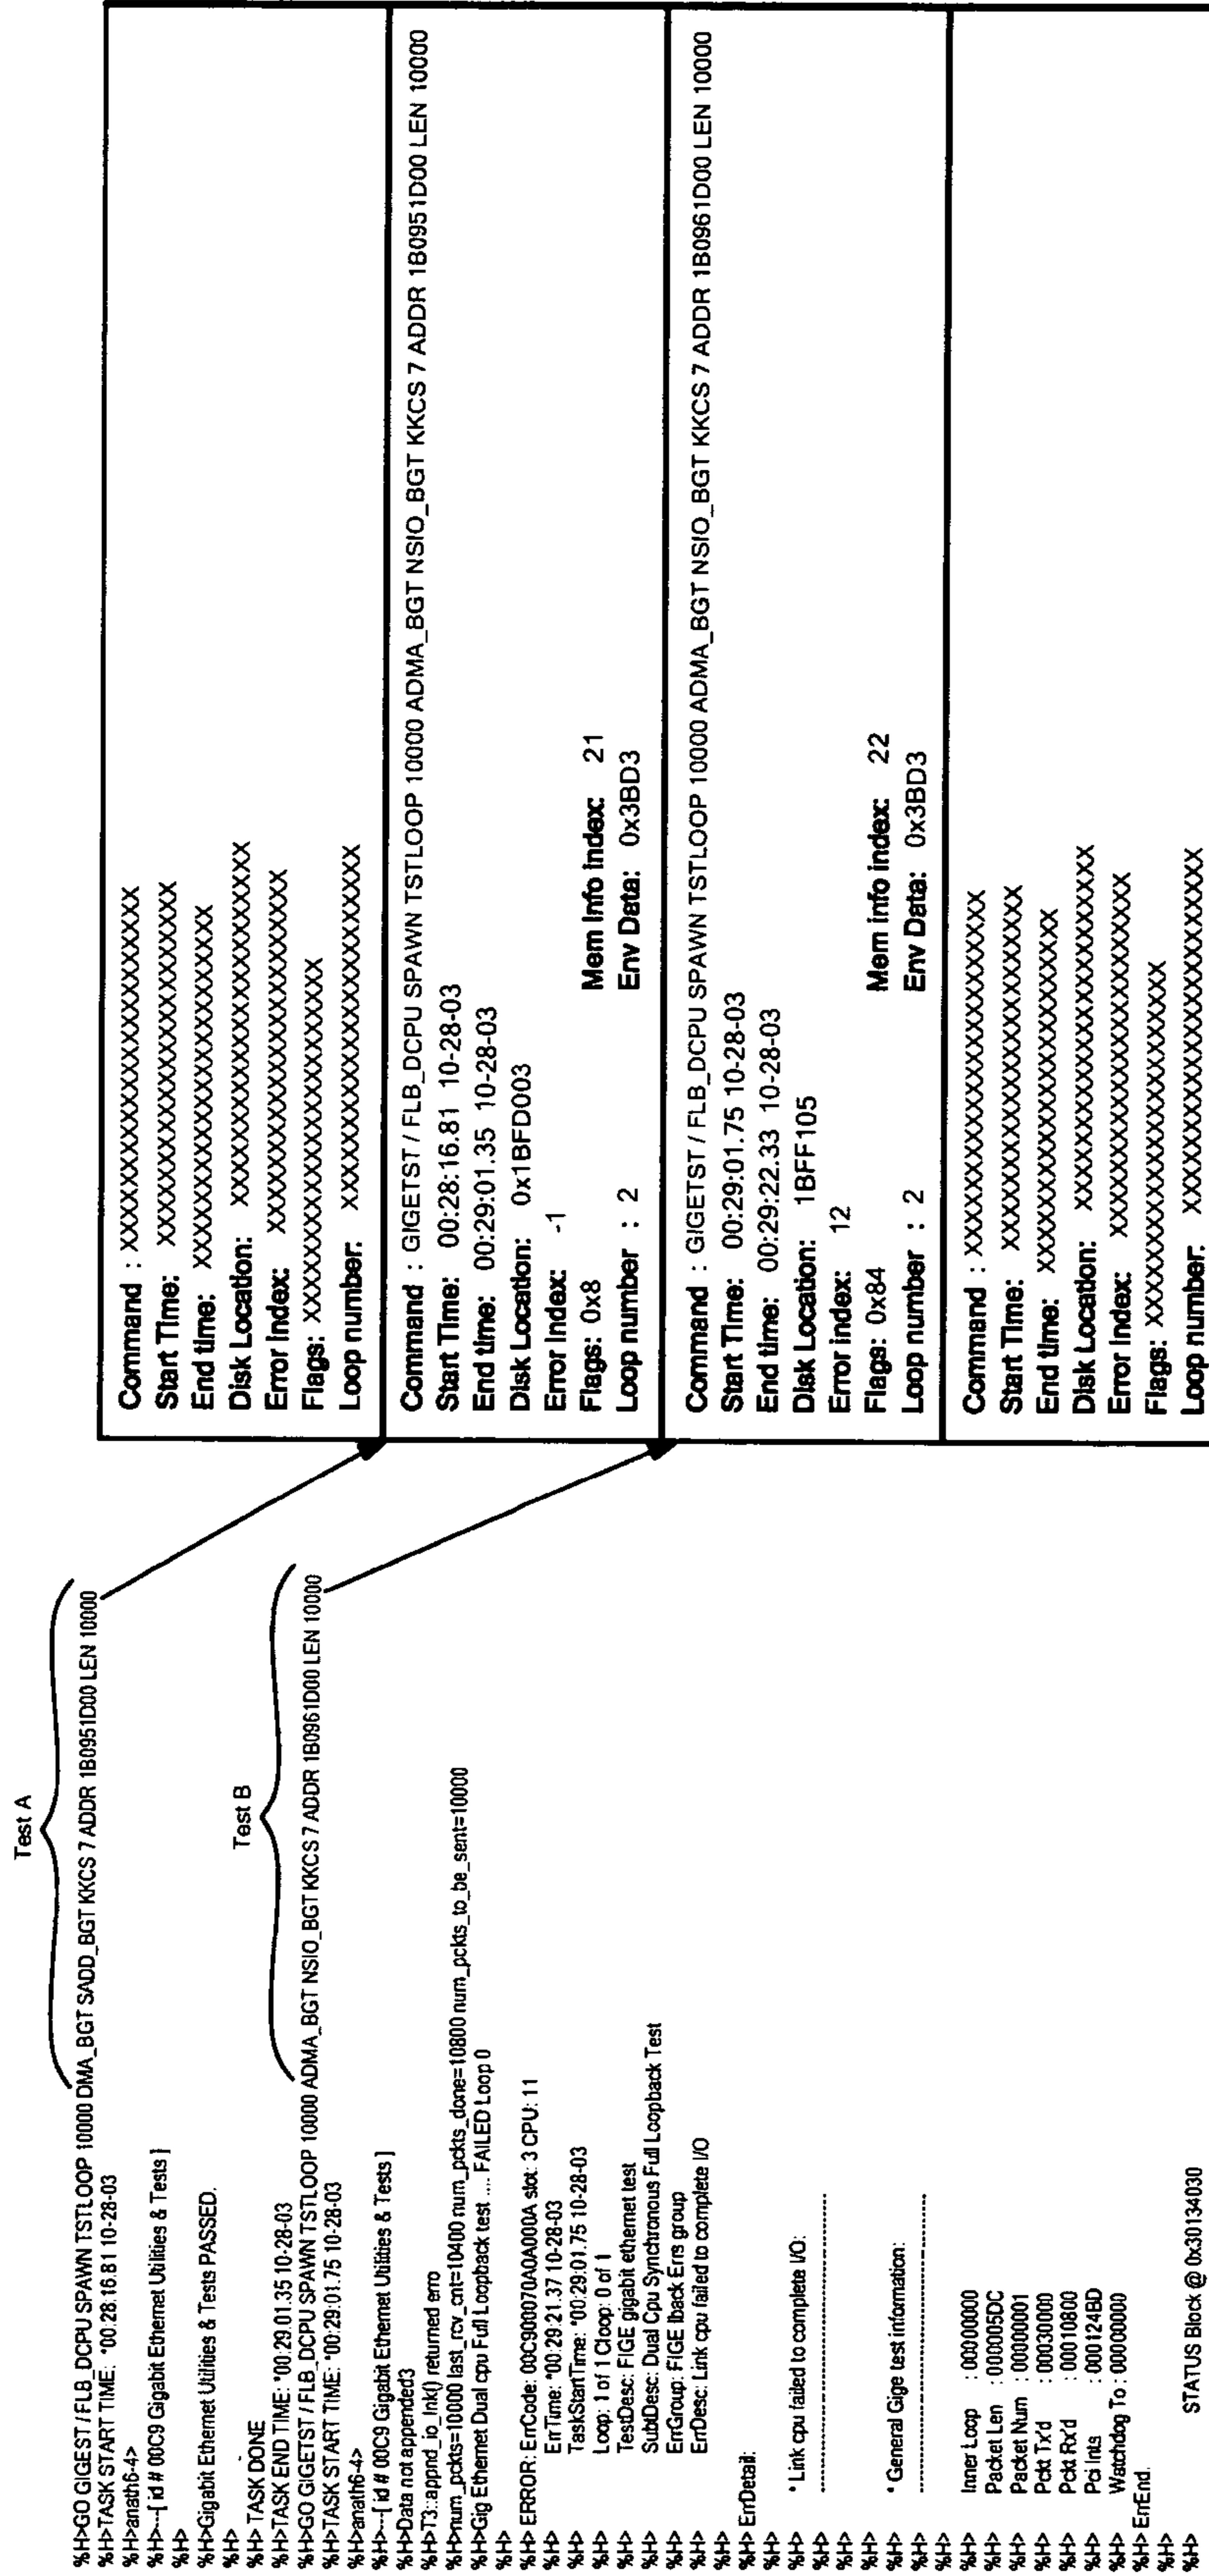 Test A
%H>GO GIGEST / FLB_DCPU SPAWN TSTLOOP 10000 DMA_BGT SADD_BGT KKCS 7 ADDR 1B0951D00 LEN 10000
%H>TASK START TIME: *00:28:16.81 10-28-03
%H>anath6-4>
%H>---[ id # 00C9 Gigabit Ethernet Utilities & Tests ]
%H>
%H>Gigabit Ethernet Utilities & Tests PASSED.
%H>
%H> TASK DONE
%H>TASK END TIME: *00:29.01.35 10-28-03
Test B
%H>GO GIGETST / FLB_DCPU SPAWN TSTLOOP 10000 ADMA_BGT NSIO_BGT KKCS 7 ADDR 1B0961D00 LEN 10000
%H>TASK START TIME: *00:29:01.75 10-28-03
%H>anath6-4>
%H>---[ id # 00C9 Gigabit Ethernet Utilities & Tests ]
%H>Data not appended3
%H>T3::appnd_io_lnk() returned erro
%H>num_pckts=10000 last_rcv_cnt=10400 num_pckts_done=10800 num_pckts_to_be_sent=10000
%H>Gig Ethernet Dual cpu Full Loopback test .... FAILED Loop 0
%H>
%H> ERROR: ErrCode: 00C900070A0A000A slot: 3 CPU: 11
%H> ErrTime: *00:29:21.37 10-28-03
%H> TaskStartTime: *00:29:01.75 10-28-03
%H> Loop: 1 of 1 Cloop: 0 of 1
%H> TestDesc: FIGE gigabit ethernet test
%H> SubtDesc: Dual Cpu Synchronous Full Loopback Test
%H> ErrGroup: FIGE lback Errs group
%H> ErrDesc: Link cpu failed to complete I/O
%H>
%H> ErrDetail:
%H>
%H> * Link cpu failed to complete I/O:
%H> ----------------------------------------
%H>
%H>
%H> * General Gige test information:
%H> ----------------------------------------
%H>
%H> Inner Loop : 00000000
%H> Packet Len : 000005DC
%H> Packet Num : 00000001
%H> Pckt Tx'd : 00030000
%H> Pckt Rx'd : 00010800
%H> Pci Ints : 000124BD
%H> Watchdog To : 00000000
%H> ErrEnd.
%H>
%H> STATUS Block @ 0x30134030
Command : XXXXXXXXXXXXXXXXXXXXXXXXX
Start Time: XXXXXXXXXXXXXXXXXXXXX
End time: XXXXXXXXXXXXXXXXXXXXX
Disk Location: XXXXXXXXXXXXXXXXXXXXX
Error Index: XXXXXXXXXXXXXXXXXXXXX
Flags: XXXXXXXXXXXXXXXXXXXXX
Loop number: XXXXXXXXXXXXXXXXXXXXX
Command : GIGETST / FLB_DCPU SPAWN TSTLOOP 10000 ADMA_BGT NSIO_BGT KKCS 7 ADDR 1B0951D00 LEN 10000
Start Time: 00:28:16.81 10-28-03
End time: 00:29:01.35 10-28-03
Disk Location: 0x1BFD003
Error Index: -1
Flags: 0x8 Mem Info index: 21
Loop number : 2 Env Data: 0x3BD3
Command : GIGETST / FLB_DCPU SPAWN TSTLOOP 10000 ADMA_BGT NSIO_BGT KKCS 7 ADDR 1B0961D00 LEN 10000
Start Time: 00:29:01.75 10-28-03
End time: 00:29:22.33 10-28-03
Disk Location: 1BFF105
Error index: 12
Flags: 0x84 Mem info index: 22
Loop number : 2 Env Data: 0x3BD3
Command : XXXXXXXXXXXXXXXXXXXXXXXXX
Start Time: XXXXXXXXXXXXXXXXXXXXX
End time: XXXXXXXXXXXXXXXXXXXXX
Disk Location: XXXXXXXXXXXXXXXXXXXXX
Error Index: XXXXXXXXXXXXXXXXXXXXX
Flags: XXXXXXXXXXXXXXXXXXXXX
Loop number: XXXXXXXXXXXXXXXXXXXXX